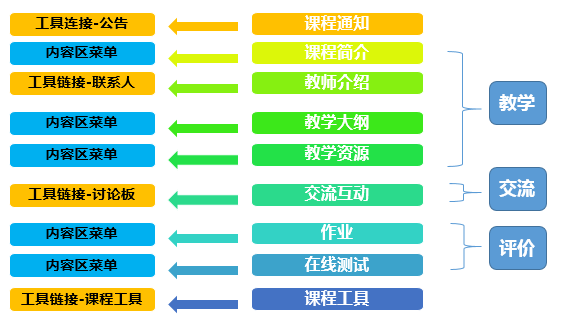 工具连接-公告 课程通知
内容区菜单 课程简介
工具链接-联系人 教师介绍
教学
内容区菜单 教学大纲
内容区菜单 教学资源
工具链接-讨论板 交流互动 交流
内容区菜单 作业
评价
内容区菜单 在线测试
工具链接-课程工具 课程工具